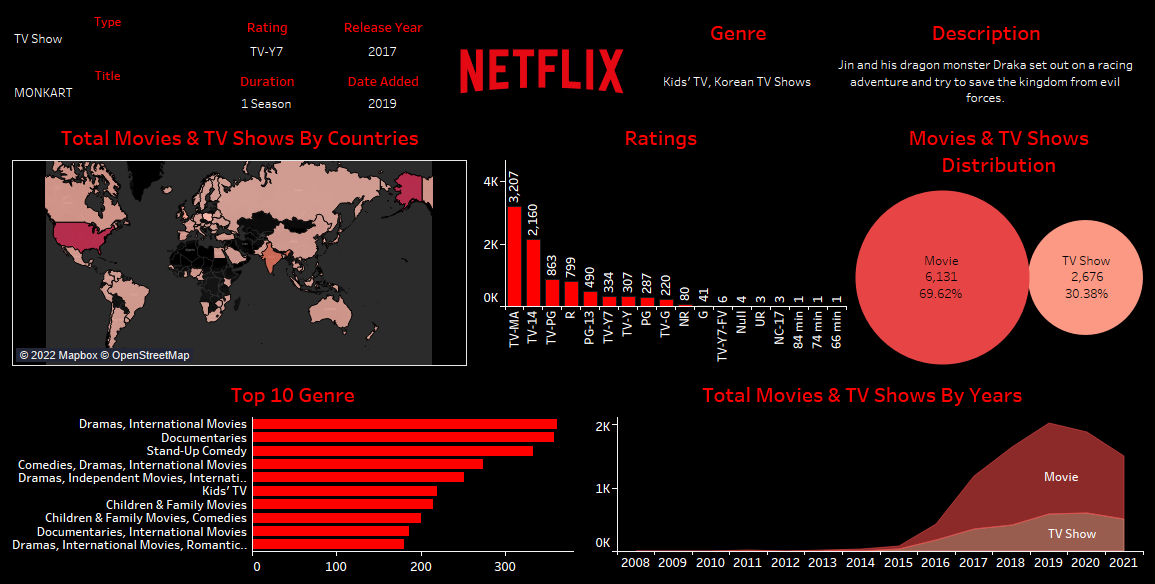 Type
TV Show
Title
MONKART
Rating
TV-Y7
Duration
1 Season
Release Year
2017
Date Added
2019
NETFLIX
Genre
Kids’ TV, Korean TV Shows
Description
Jin and his dragon monster Draka set out on a racing
adventure and try to save the kingdom from evil
forces.
Total Movies & TV Shows By Countries
© 2022 Mapbox © OpenStreetMap
Ratings
4K
2K
0K
3,207
2,160
863
799
490
334
307
287
220
80
41
6
4
3
3
1
1
1
TV-MA
TV-14
TV-PG
R
PG-13
TV-Y7
TV-Y
PG
TV-G
NR
G
TV-Y7-FV
Null
UR
NC-17
84 min
74 min
66 min
Movies & TV Shows
Distribution
Movie
6,131
69.62%
TV Show
2,676
30.38%
Top 10 Genre
Dramas, International Movies
Documentaries
Stand-Up Comedy
Comedies, Dramas, International Movies
Dramas, Independent Movies, Internati..
Kids’ TV
Children & Family Movies
Children & Family Movies, Comedies
Documentaries, International Movies
Dramas, International Movies, Romantic..
0 100 200 300
Total Movies & TV Shows By Years
2K
1K
0K
Movie
TV Show
2008 2009 2010 2011 2012 2013 2014 2015 2016 2017 2018 2019 2020 2021